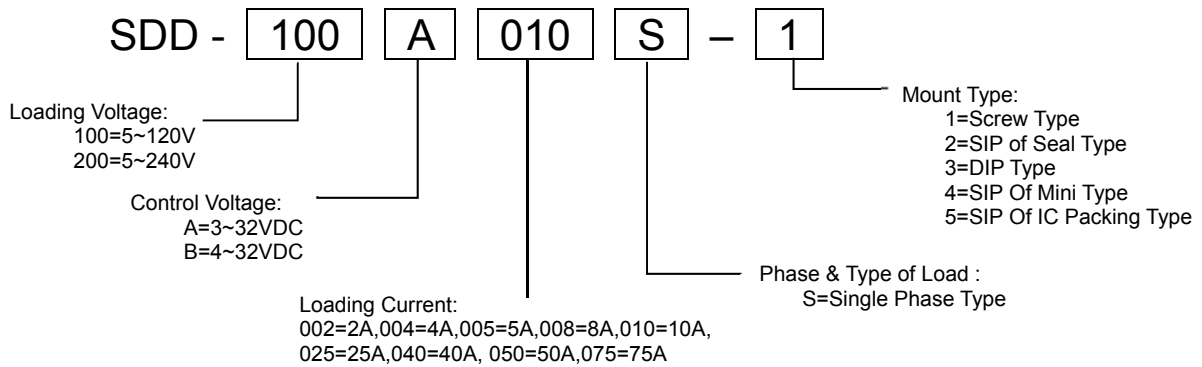 SDD - 100 A 010 S – 1
Loading Voltage:
100=5~120V
200=5~240V
Control Voltage:
A=3~32VDC
B=4~32VDC
Loading Current:
002=2A,004=4A,005=5A,008=8A,010=10A,
025=25A,040=40A, 050=50A,075=75A
Phase & Type of Load :
S=Single Phase Type
Mount Type:
1=Screw Type
2=SIP of Seal Type
3=DIP Type
4=SIP Of Mini Type
5=SIP Of IC Packing Type